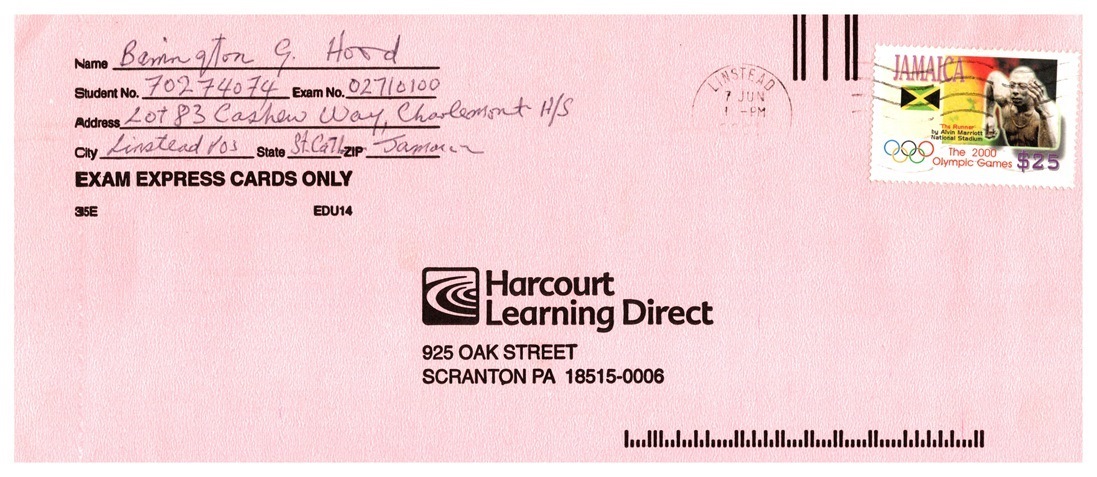 Name Barrington G. Hood
Student No. 70274074 Exam No. 02710100
Address Lot 83 Cashew Way, Charlemont H/S
City Linstead P.O. State St. Cath. ZIP Jamaica
EXAM EXPRESS CARDS ONLY
35E EDU14
LINSTEAD
7 JUN
PM
JAMAICA
"The Runner"
by Alvin Marriott
National Stadium
The 2000
Olympic Games $25
Harcourt
Learning Direct
925 OAK STREET
SCRANTON PA 18515-0006